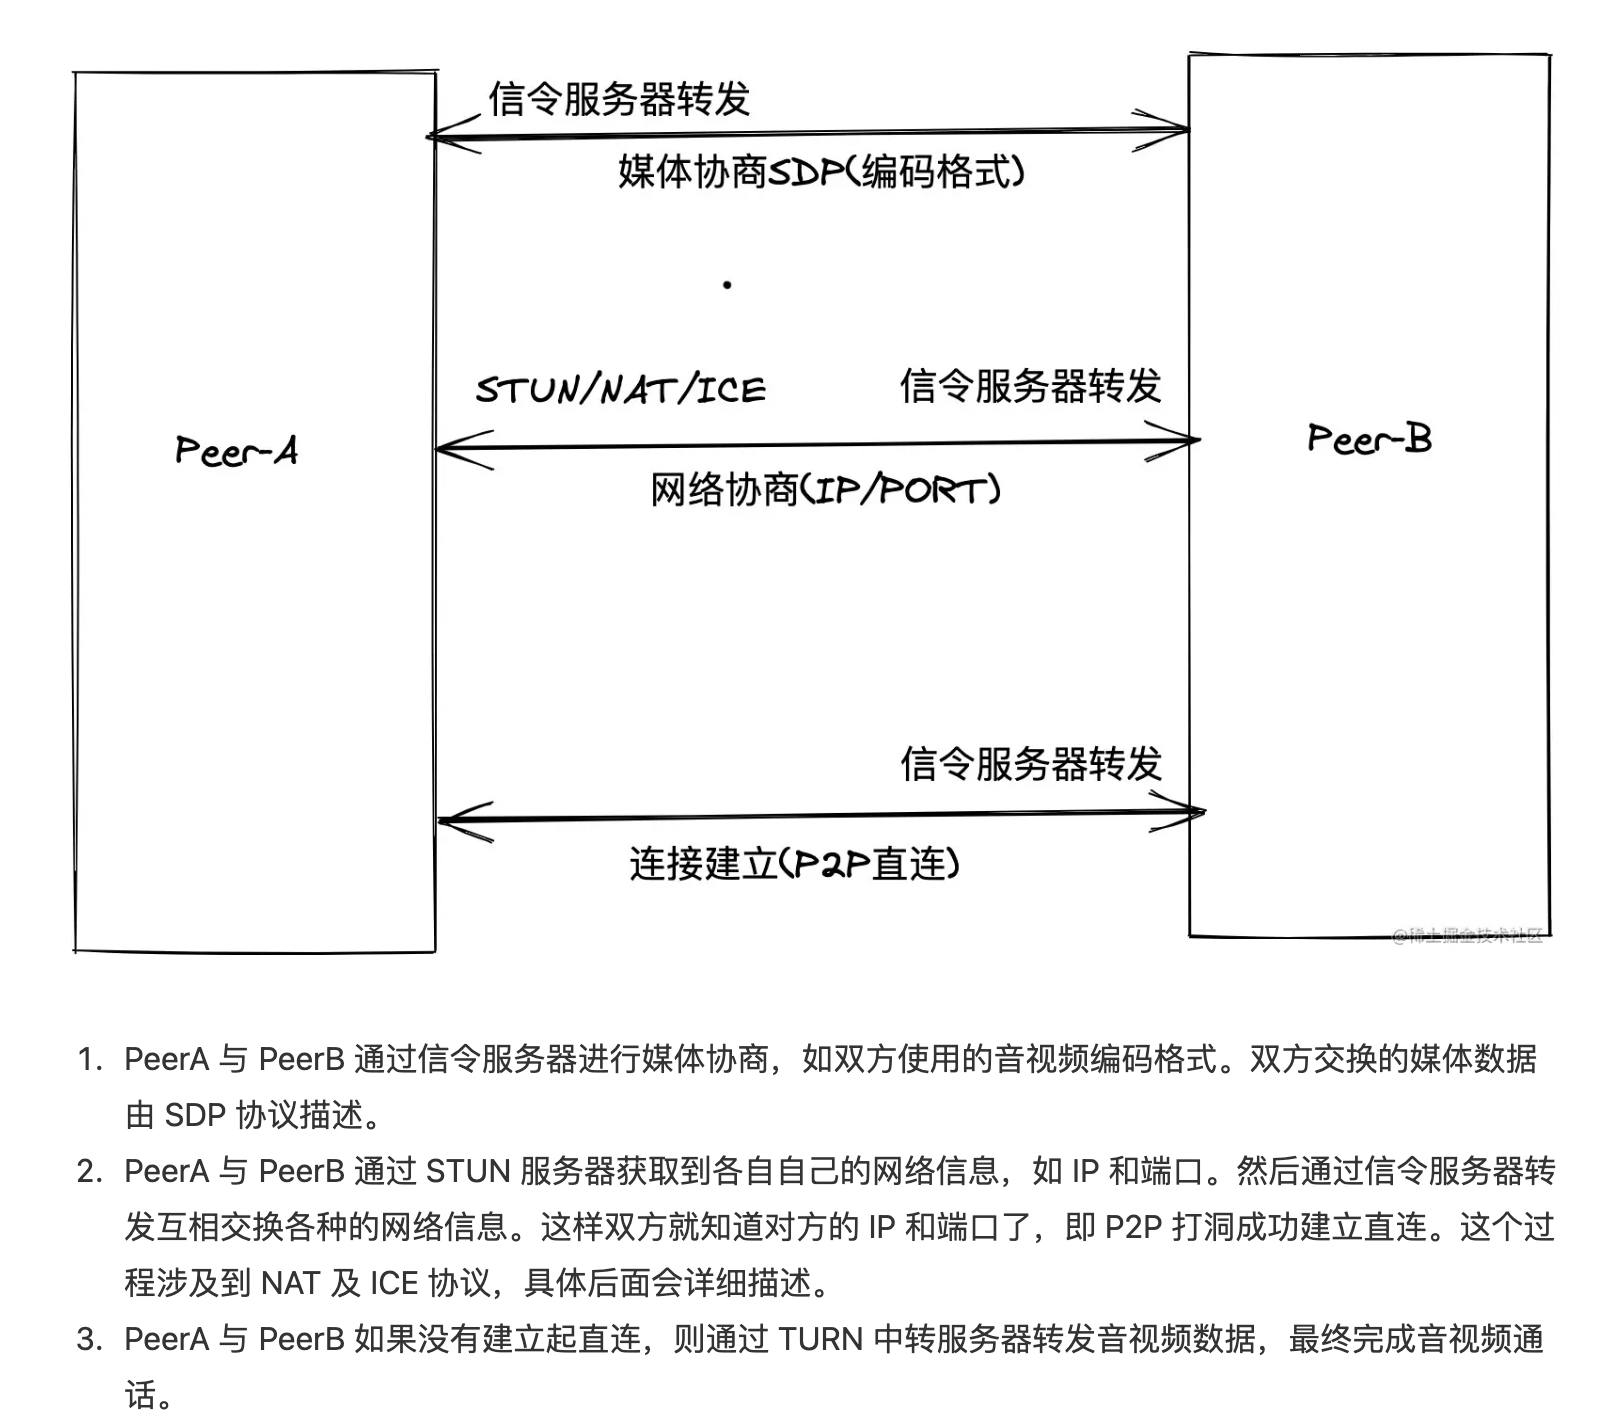 信令服务器转发
媒体协商SDP(编码格式)
STUN/NAT/ICE 信令服务器转发
Peer-A
Peer-B
网络协商(IP/PORT)
信令服务器转发
连接建立(P2P直连)
@稀土掘金技术社区
1. PeerA 与 PeerB 通过信令服务器进行媒体协商，如双方使用的音视频编码格式。双方交换的媒体数据
由 SDP 协议描述。
2. PeerA 与 PeerB 通过 STUN 服务器获取到各自自己的网络信息，如 IP 和端口。然后通过信令服务器转
发互相交换各种的网络信息。这样双方就知道对方的 IP 和端口了，即 P2P 打洞成功建立直连。这个过
程涉及到 NAT 及 ICE 协议，具体后面会详细描述。
3. PeerA 与 PeerB 如果没有建立起直连，则通过 TURN 中转服务器转发音视频数据，最终完成音视频通
话。